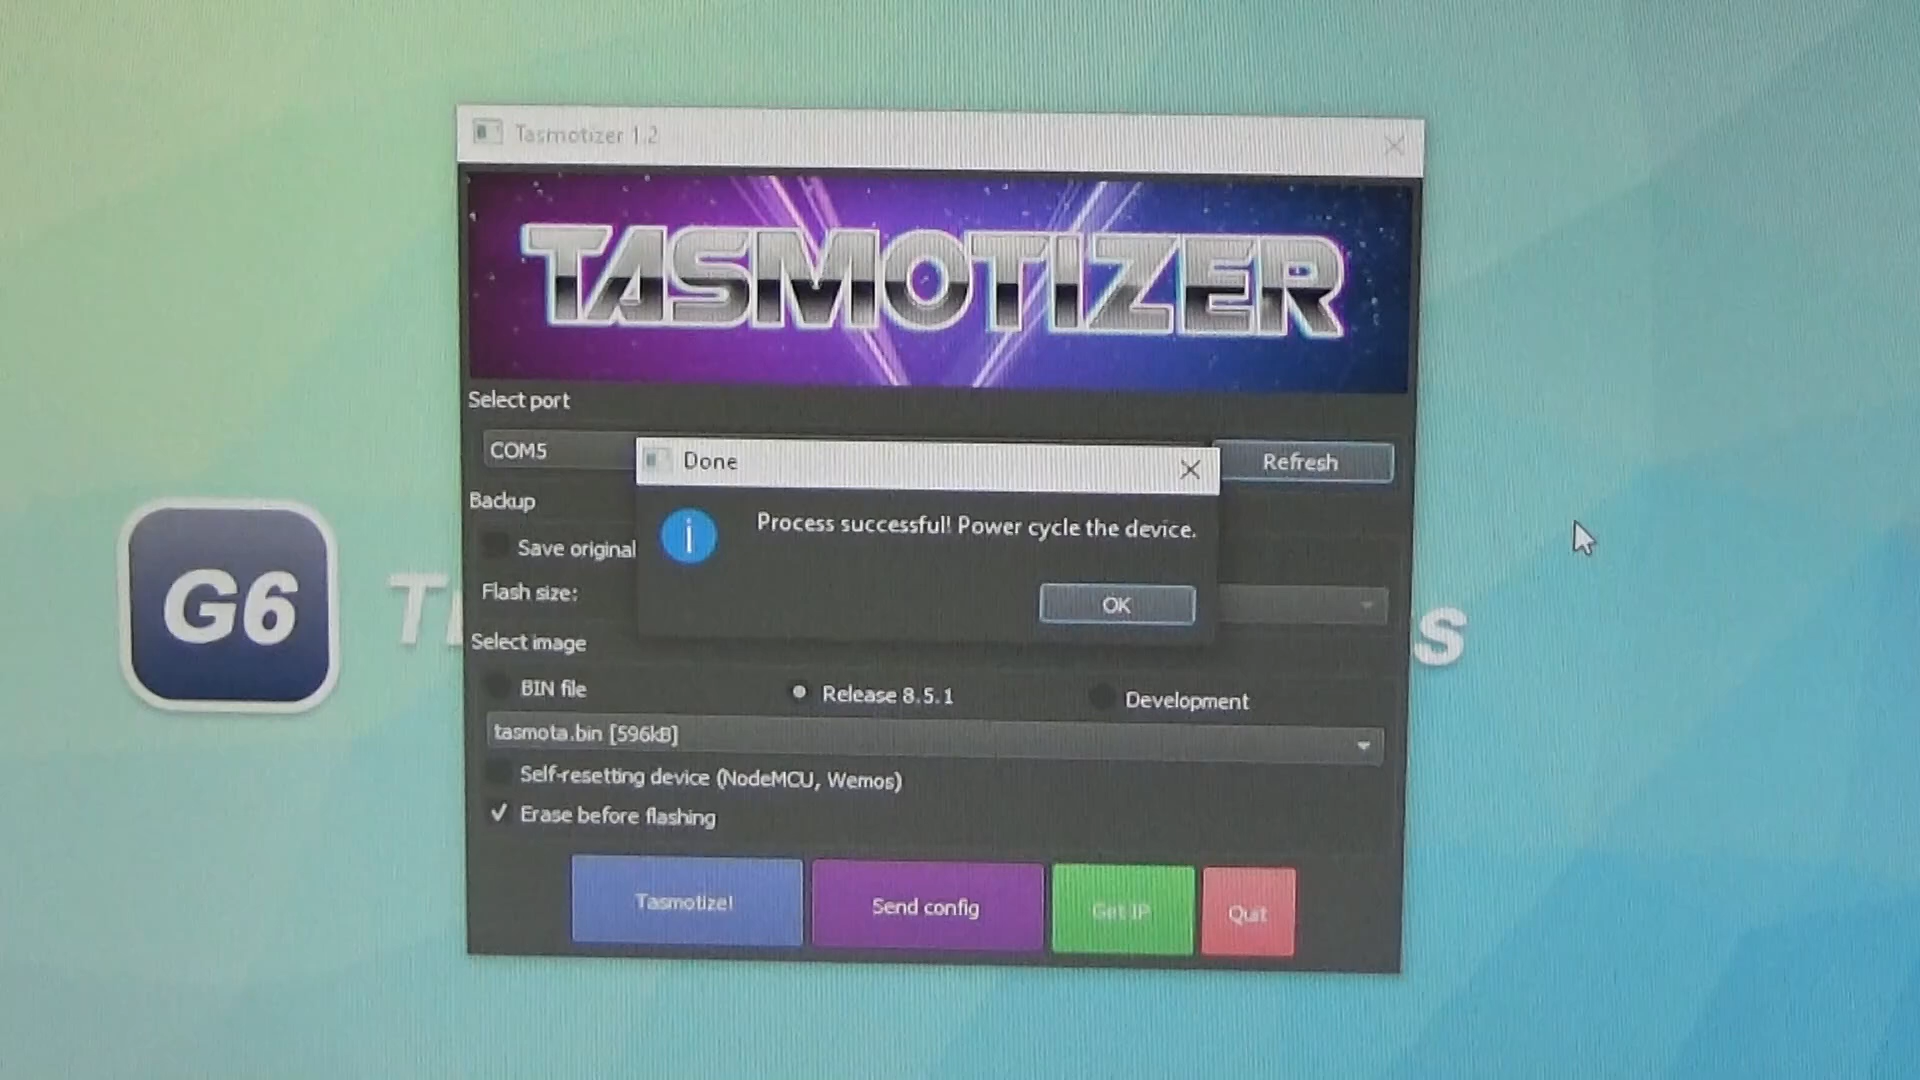 Tasmotizer 1.2
TASMOTIZER
Select port
COM5
Refresh
Done
Process successful! Power cycle the device.
OK
Backup
Save original
Flash size:
Select image
BIN file
Release 8.5.1
Development
tasmota.bin [596kB]
Self-resetting device (NodeMCU, Wemos)
Erase before flashing
Tasmotize!
Send config
Get IP
Quit
G6